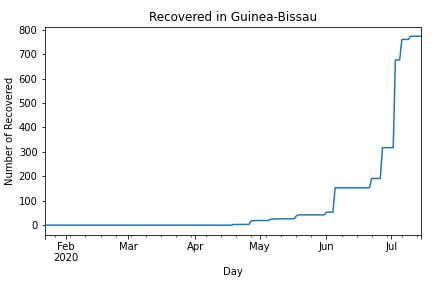 Recovered in Guinea-Bissau
800
700
600
500
400
300
200
100
0
Number of Recovered
Feb Mar Apr May Jun Jul
2020
Day